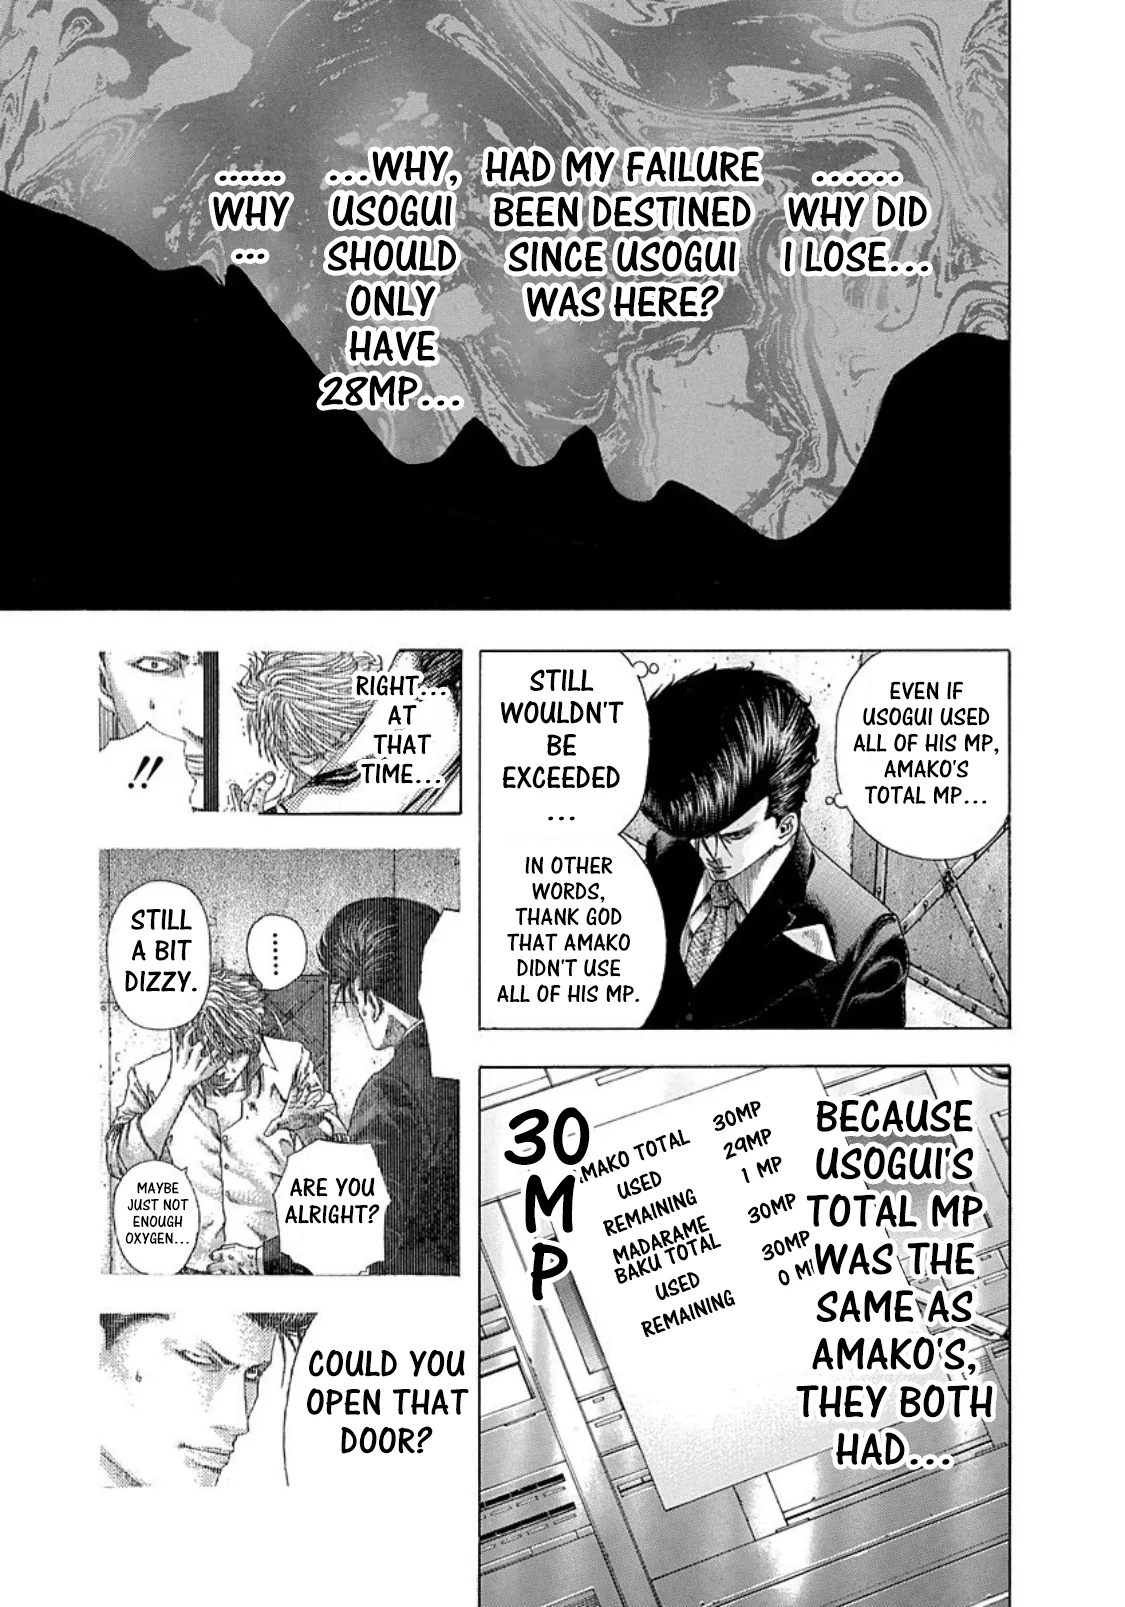 ......
WHY DID
I LOSE...
HAD MY FAILURE
BEEN DESTINED
SINCE USOGUI
WAS HERE?
...WHY,
USOGUI
SHOULD
ONLY
HAVE
28MP...
......
WHY
...
EVEN IF
USOGUI USED
ALL OF HIS MP,
AMAKO'S
TOTAL MP...
STILL
WOULDN'T
BE
EXCEEDED
...
IN OTHER
WORDS,
THANK GOD
THAT AMAKO
DIDN'T USE
ALL OF HIS MP.
BECAUSE
USOGUI'S
TOTAL MP
WAS THE
SAME AS
AMAKO'S,
THEY BOTH
HAD...
AMAKO TOTAL 30MP
USED 29MP
REMAINING 1 MP
MADARAME
BAKU TOTAL 30MP
USED 30MP
REMAINING 0 MP
30
M
P
RIGHT...
AT
THAT
TIME...
!!
STILL
A BIT
DIZZY.
......
ARE YOU
ALRIGHT?
MAYBE
JUST NOT
ENOUGH
OXYGEN...
COULD YOU
OPEN THAT
DOOR?